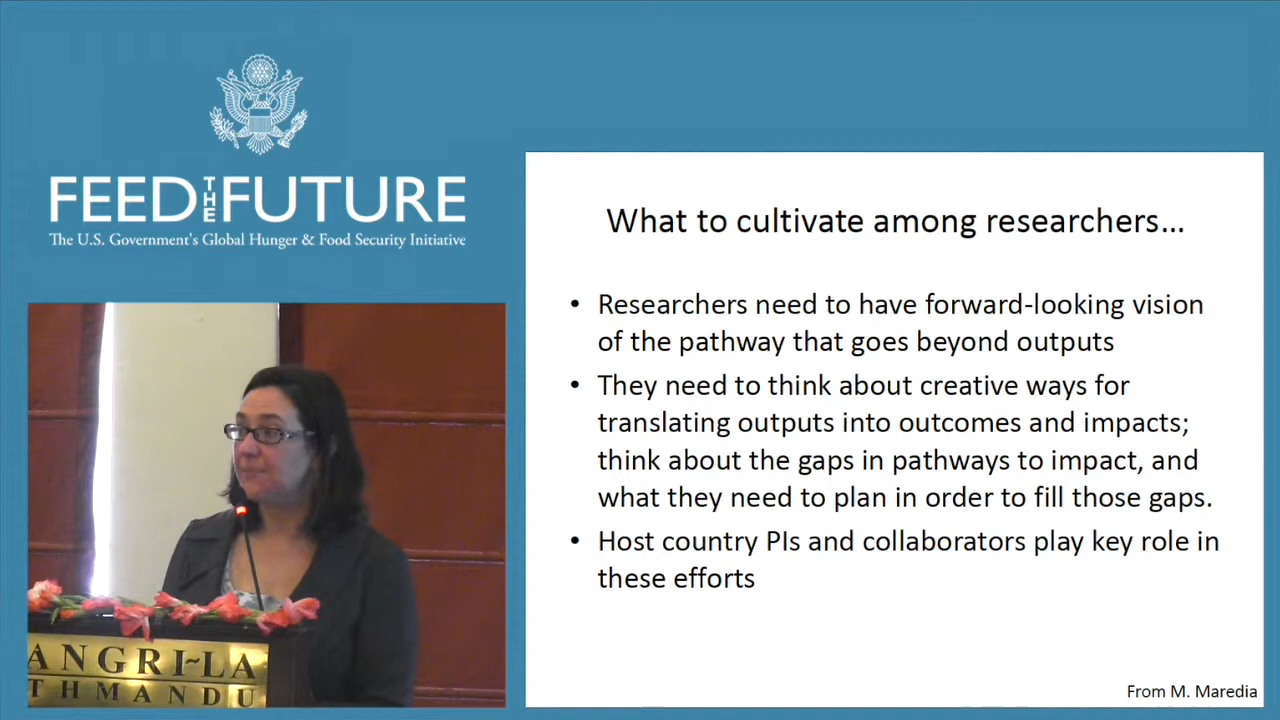 FEED THE FUTURE
The U.S. Government's Global Hunger & Food Security Initiative
What to cultivate among researchers…
• Researchers need to have forward-looking vision
of the pathway that goes beyond outputs
• They need to think about creative ways for
translating outputs into outcomes and impacts;
think about the gaps in pathways to impact, and
what they need to plan in order to fill those gaps.
• Host country PIs and collaborators play key role in
these efforts
ANGRI~LA
THMANDU
From M. Maredia